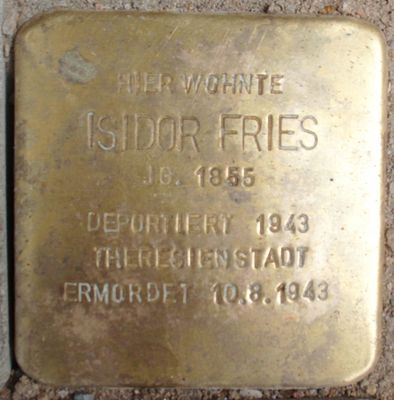 HIER WOHNTE
ISIDOR FRIES
JG. 1855
DEPORTIERT 1943
THERESIENSTADT
ERMORDET 10.8.1943